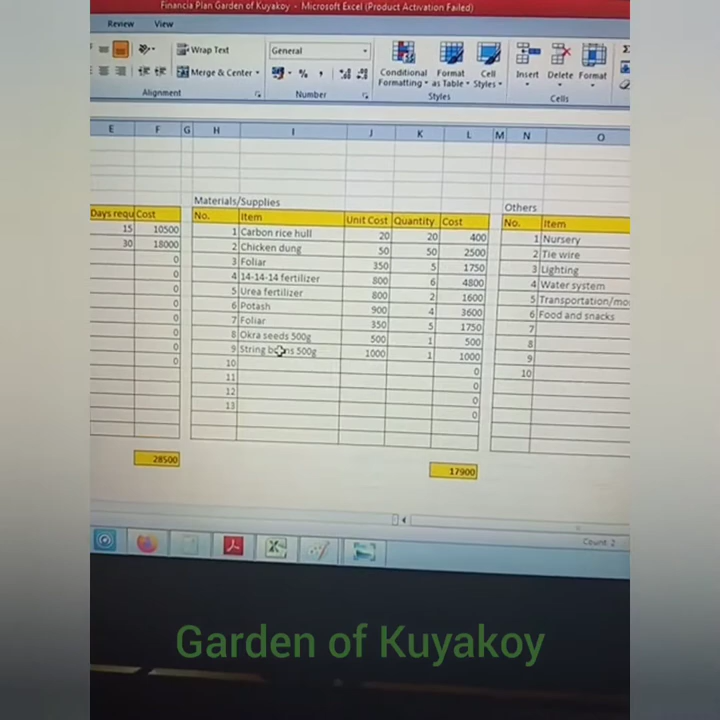 Financia Plan Garden of Kuyakoy - Microsoft Excel (Product Activation Failed)
Review View
Wrap Text General
Merge & Center Conditional Formatting Format as Table Cell Styles Insert Delete Format
Alignment Number Styles Cells
E F G H I J K L M N O
Materials/Supplies Others
Days requ Cost No. Item Unit Cost Quantity Cost No. Item
15 10500 1 Carbon rice hull 20 20 400 1 Nursery
30 18000 2 Chicken dung 50 50 2500 2 Tie wire
0 3 Foliar 350 5 1750 3 Lighting
0 4 14-14-14 fertilizer 800 6 4800 4 Water system
0 5 Urea fertilizer 800 2 1600 5 Transportation/mo
0 6 Potash 900 4 3600 6 Food and snacks
0 7 Foliar 350 5 1750 7
0 8 Okra seeds 500g 500 1 500 8
0 9 String beans 500g 1000 1 1000 9
0 10 0 10
11 0
12 0
13 0
28500 17900
Count: 2
Garden of Kuyakoy